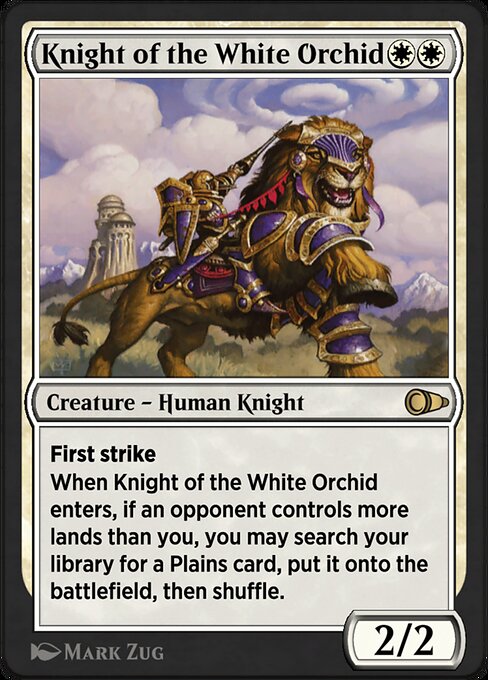 Knight of the White Orchid
Creature – Human Knight
First strike
When Knight of the White Orchid
enters, if an opponent controls more
lands than you, you may search your
library for a Plains card, put it onto the
battlefield, then shuffle.
2/2
Mark Zug